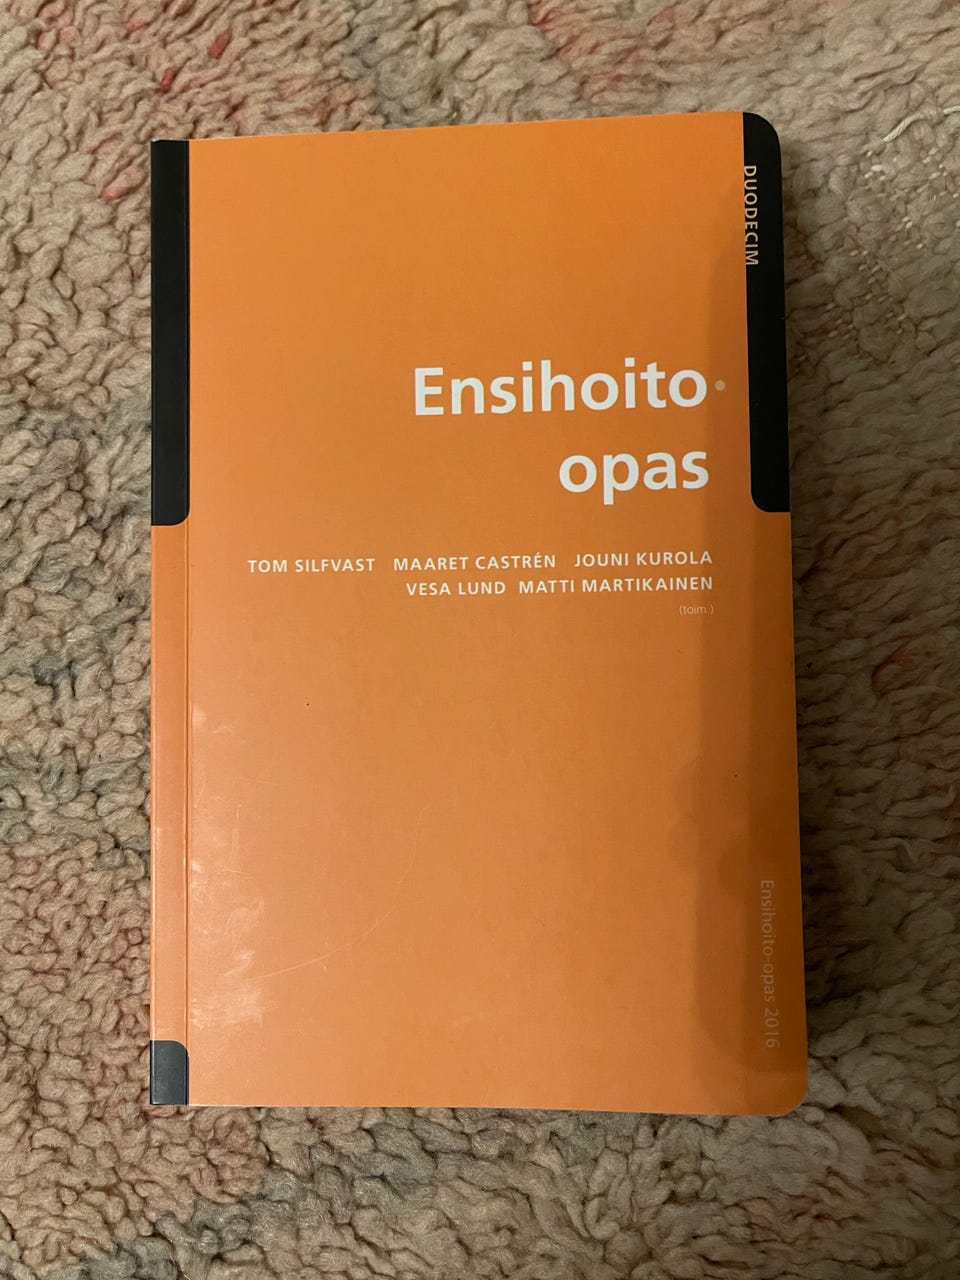 DUODECIM
Ensihoito•
opas
TOM SILFVAST MAARET CASTRÉN JOUNI KUROLA
VESA LUND MATTI MARTIKAINEN
(toim.)
Ensihoito-opas 2016